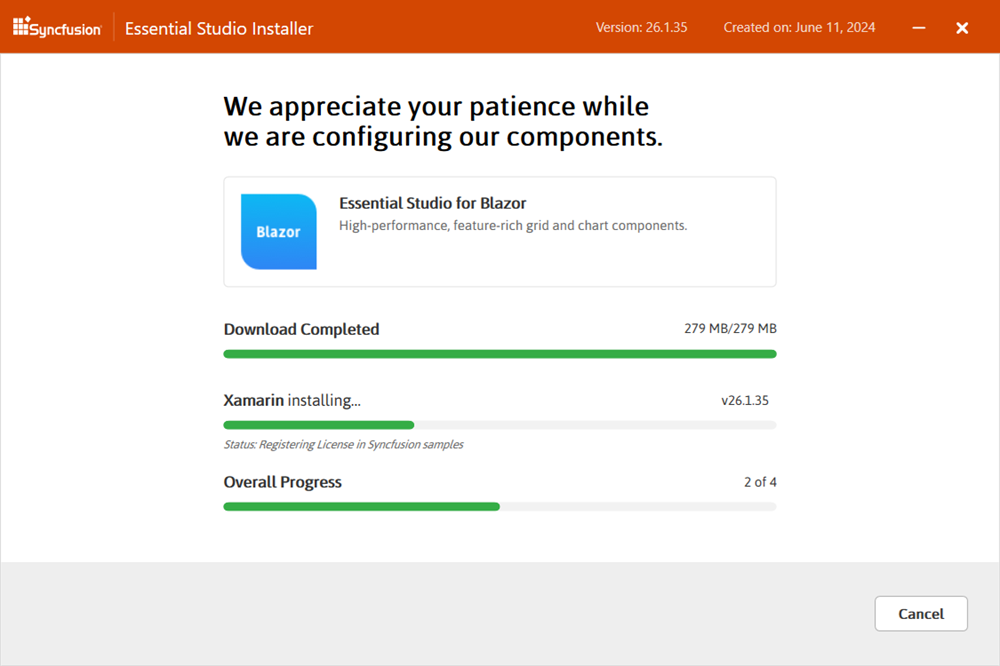 Syncfusion Essential Studio Installer Version: 26.1.35 Created on: June 11, 2024
We appreciate your patience while
we are configuring our components.
Blazor
Essential Studio for Blazor
High-performance, feature-rich grid and chart components.
Download Completed 279 MB/279 MB
Xamarin installing... v26.1.35
Status: Registering License in Syncfusion samples
Overall Progress 2 of 4
Cancel